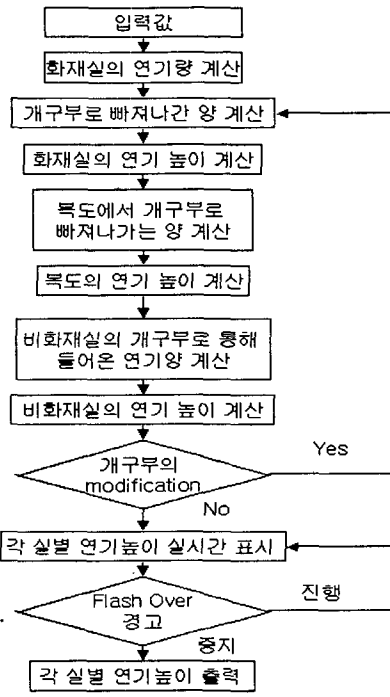 입력값
화재실의 연기량 계산
개구부로 빠져나간 양 계산
화재실의 연기 높이 계산
복도에서 개구부로
빠져나가는 양 계산
복도의 연기 높이 계산
비화재실의 개구부로 통해
들어온 연기양 계산
비화재실의 연기 높이 계산
개구부의
modification
Yes
No
각 실별 연기높이 실시간 표시
Flash Over
경고
진행
중지
각 실별 연기높이 출력